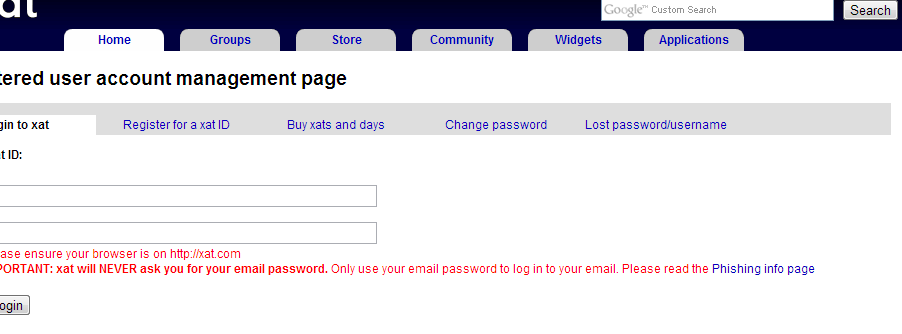 at
Google™ Custom Search Search
Home Groups Store Community Widgets Applications
tered user account management page
gin to xat Register for a xat ID Buy xats and days Change password Lost password/username
t ID:
ase ensure your browser is on http://xat.com
PORTANT: xat will NEVER ask you for your email password. Only use your email password to log in to your email. Please read the Phishing info page
ogin